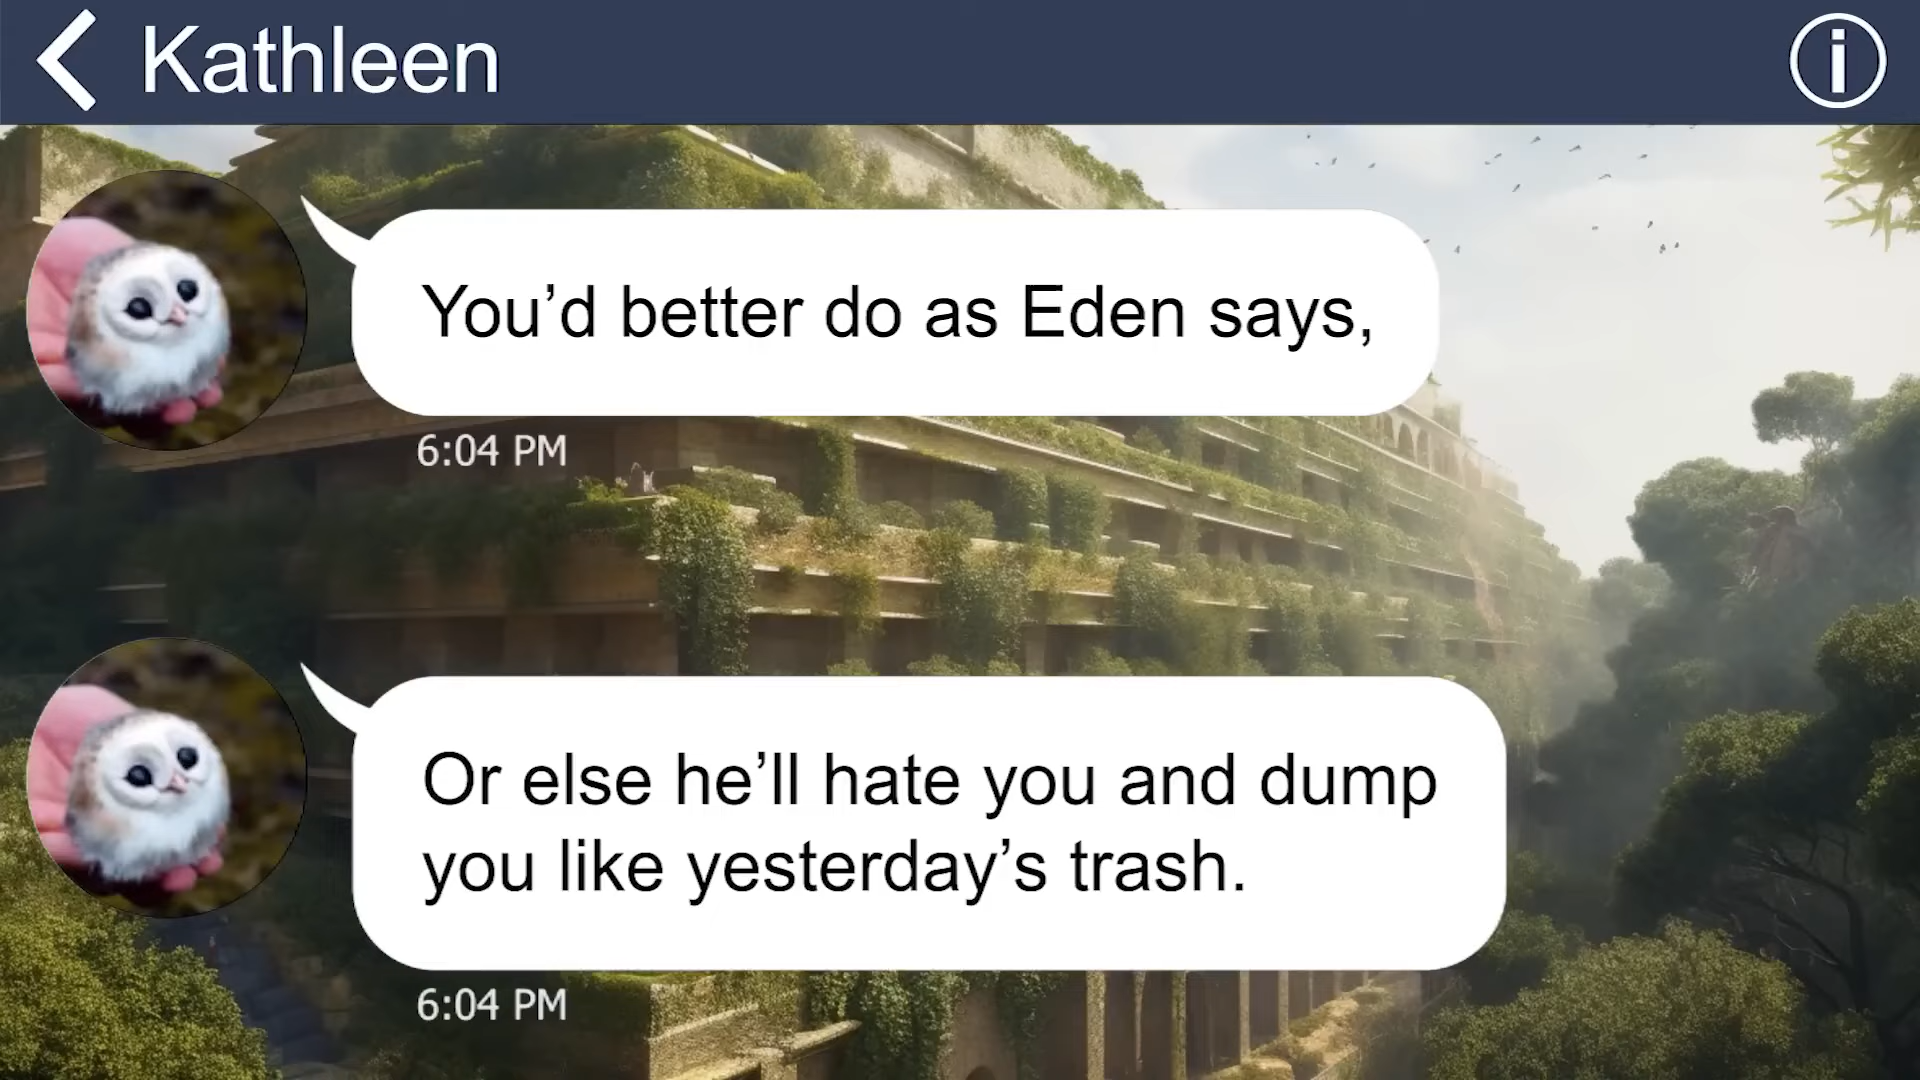 Kathleen
You’d better do as Eden says,
6:04 PM
Or else he’ll hate you and dump
you like yesterday’s trash.
6:04 PM